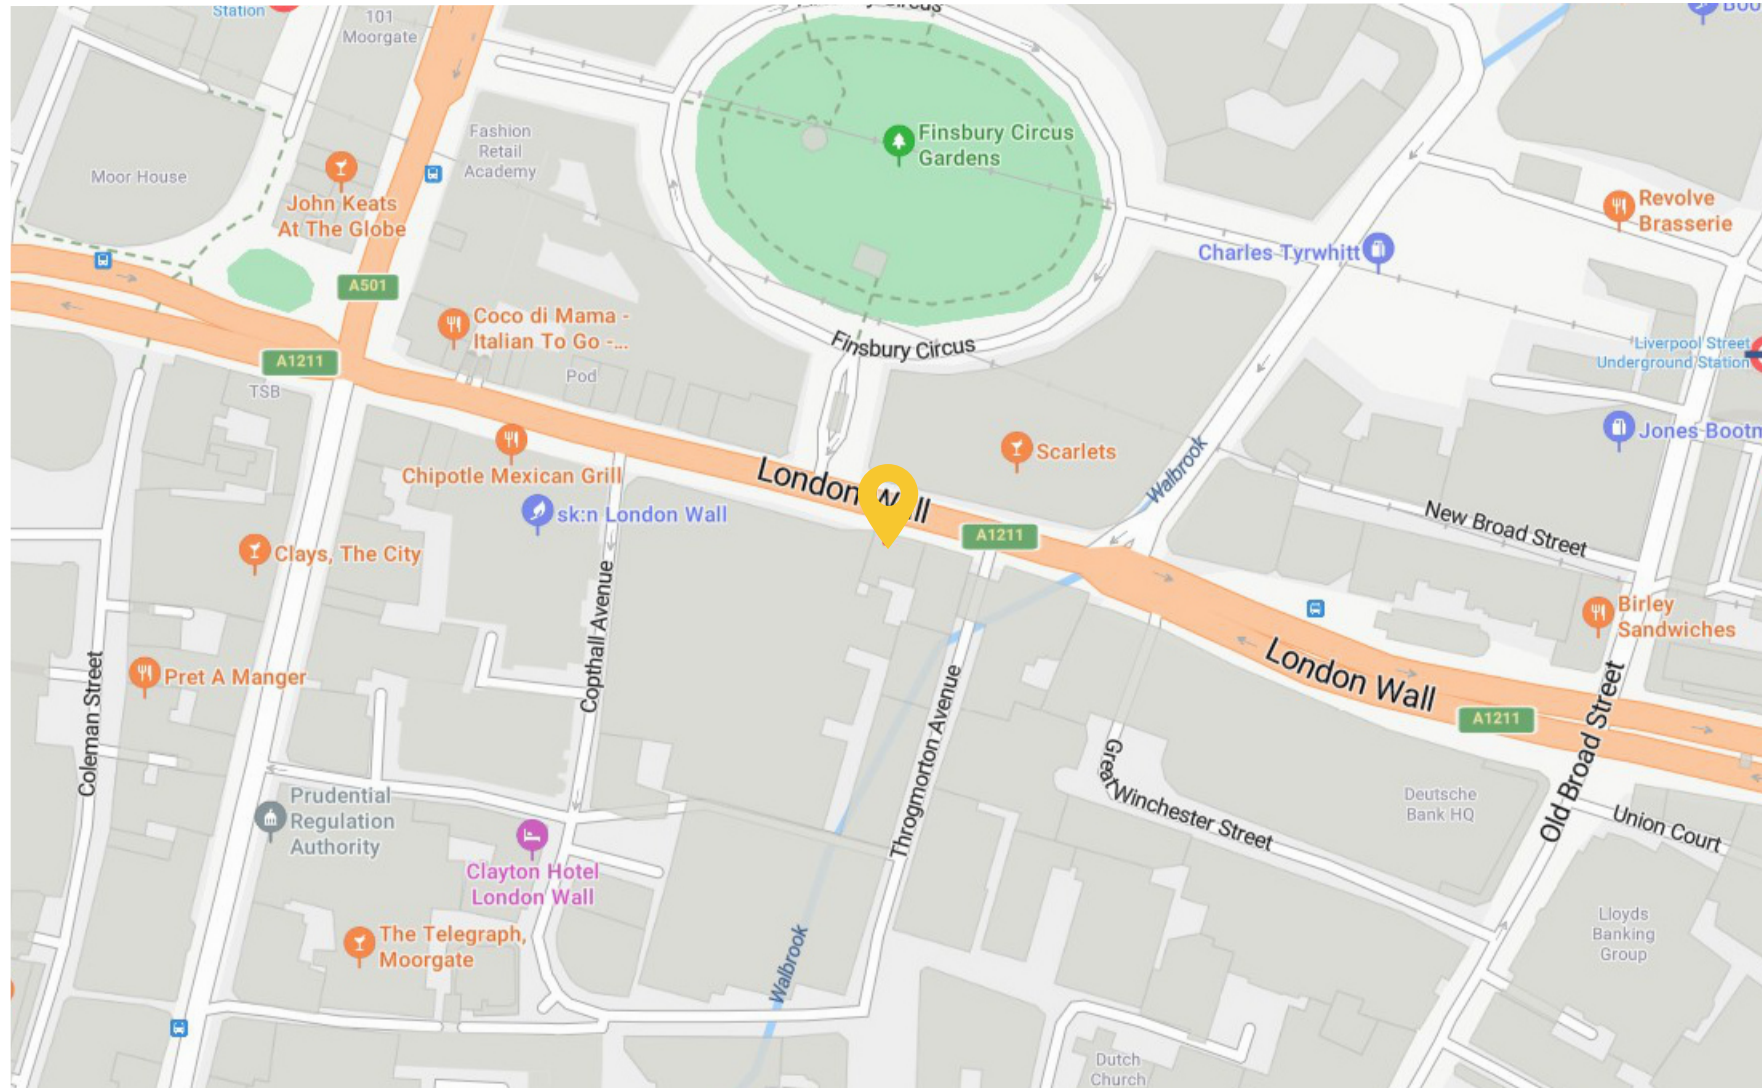 Station
101
Moorgate
Finsbury Circus
Boo
Fashion
Retail
Academy
Finsbury Circus
Gardens
Moor House
John Keats
At The Globe
Revolve
Brasserie
Charles Tyrwhitt
A501
Coco di Mama -
Italian To Go -...
Finsbury Circus
Liverpool Street
Underground Station
A1211
TSB
Pod
Chipotle Mexican Grill
Scarlets
Jones Bootm
London Wall
Walbrook
sk:n London Wall
New Broad Street
A1211
Clays, The City
Copthall Avenue
Birley
Sandwiches
London Wall
Coleman Street
Pret A Manger
Throgmorton Avenue
A1211
Old Broad Street
Great Winchester Street
Deutsche
Bank HQ
Union Court
Prudential
Regulation
Authority
Clayton Hotel
London Wall
The Telegraph,
Moorgate
Walbrook
Lloyds
Banking
Group
Dutch
Church